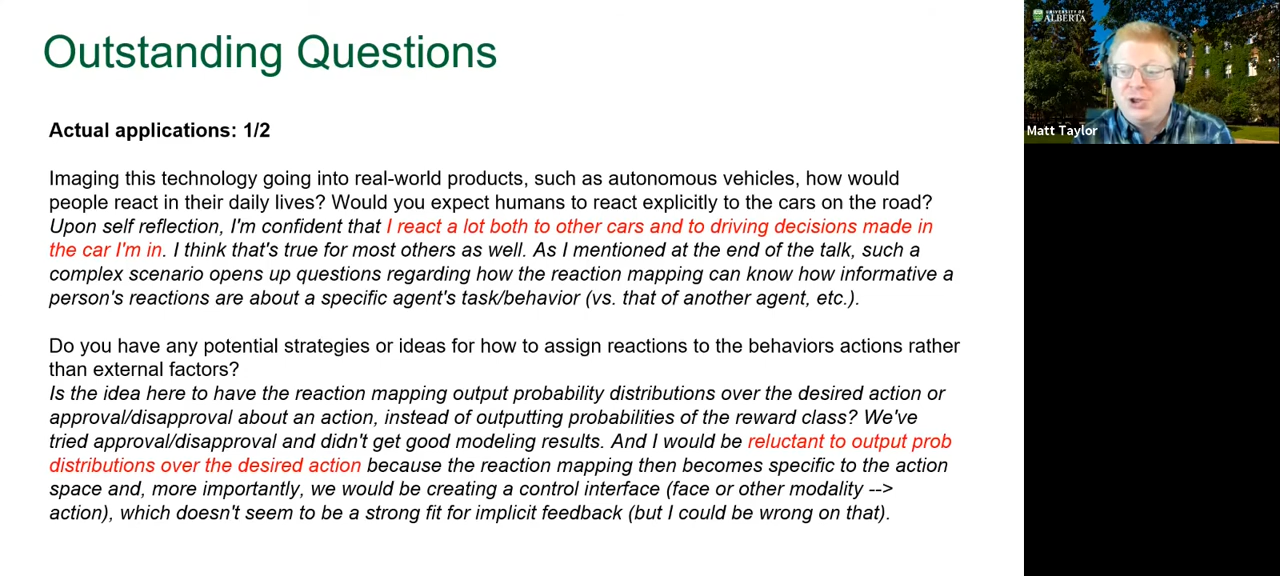 Outstanding Questions
Actual applications: 1/2
Imaging this technology going into real-world products, such as autonomous vehicles, how would
people react in their daily lives? Would you expect humans to react explicitly to the cars on the road?
Upon self reflection, I'm confident that I react a lot both to other cars and to driving decisions made in
the car I'm in. I think that's true for most others as well. As I mentioned at the end of the talk, such a
complex scenario opens up questions regarding how the reaction mapping can know how informative a
person's reactions are about a specific agent's task/behavior (vs. that of another agent, etc.).
Do you have any potential strategies or ideas for how to assign reactions to the behaviors actions rather
than external factors?
Is the idea here to have the reaction mapping output probability distributions over the desired action or
approval/disapproval about an action, instead of outputting probabilities of the reward class? We've
tried approval/disapproval and didn't get good modeling results. And I would be reluctant to output prob
distributions over the desired action because the reaction mapping then becomes specific to the action
space and, more importantly, we would be creating a control interface (face or other modality -->
action), which doesn't seem to be a strong fit for implicit feedback (but I could be wrong on that).
UNIVERSITY OF
ALBERTA
Matt Taylor